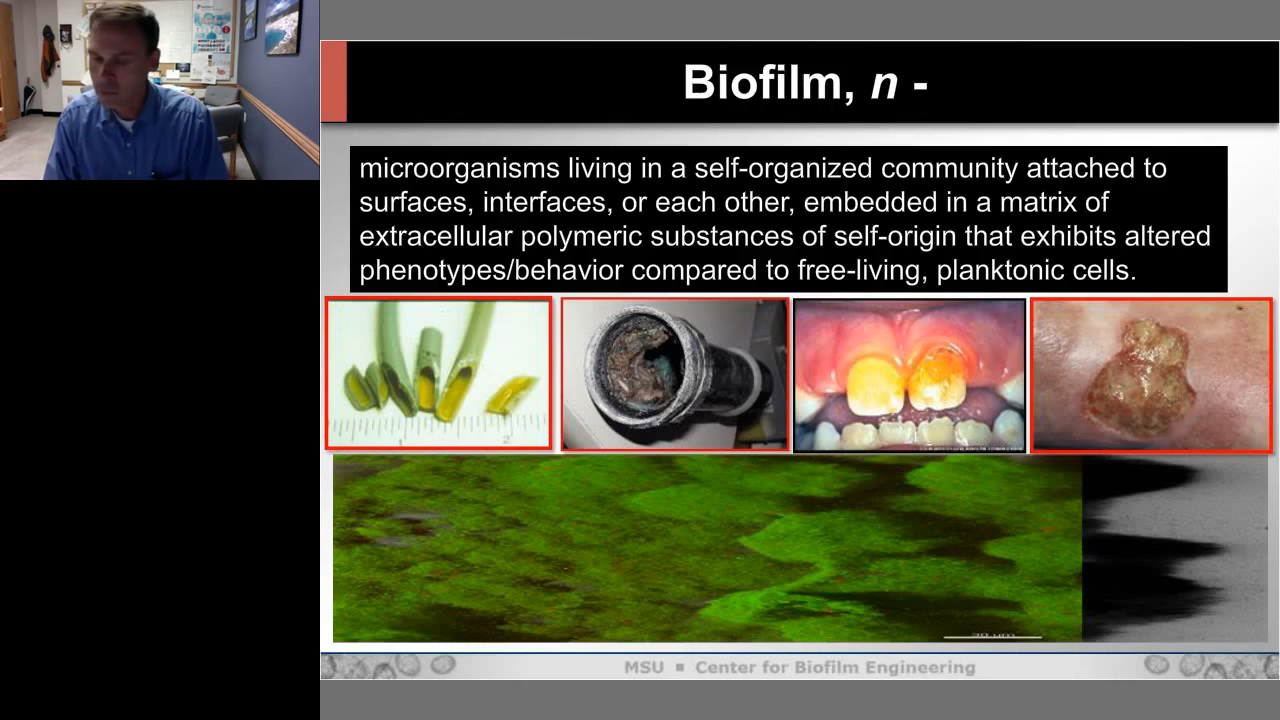 Biofilm, n -
microorganisms living in a self-organized community attached to
surfaces, interfaces, or each other, embedded in a matrix of
extracellular polymeric substances of self-origin that exhibits altered
phenotypes/behavior compared to free-living, planktonic cells.
1
2
MSU ▪ Center for Biofilm Engineering